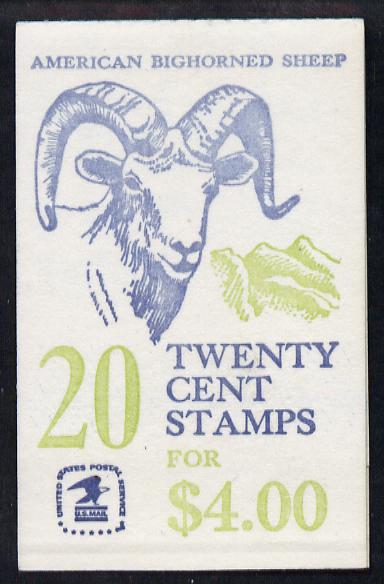 AMERICAN BIGHORNED SHEEP
20
TWENTY
CENT
STAMPS
FOR
$4.00
UNITED STATES POSTAL SERVICE
U.S.MAIL